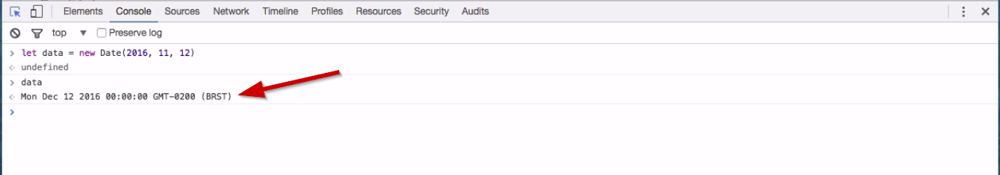 Elements Console Sources Network Timeline Profiles Resources Security Audits
top Preserve log
let data = new Date(2016, 11, 12)
undefined
data
Mon Dec 12 2016 00:00:00 GMT-0200 (BRST)